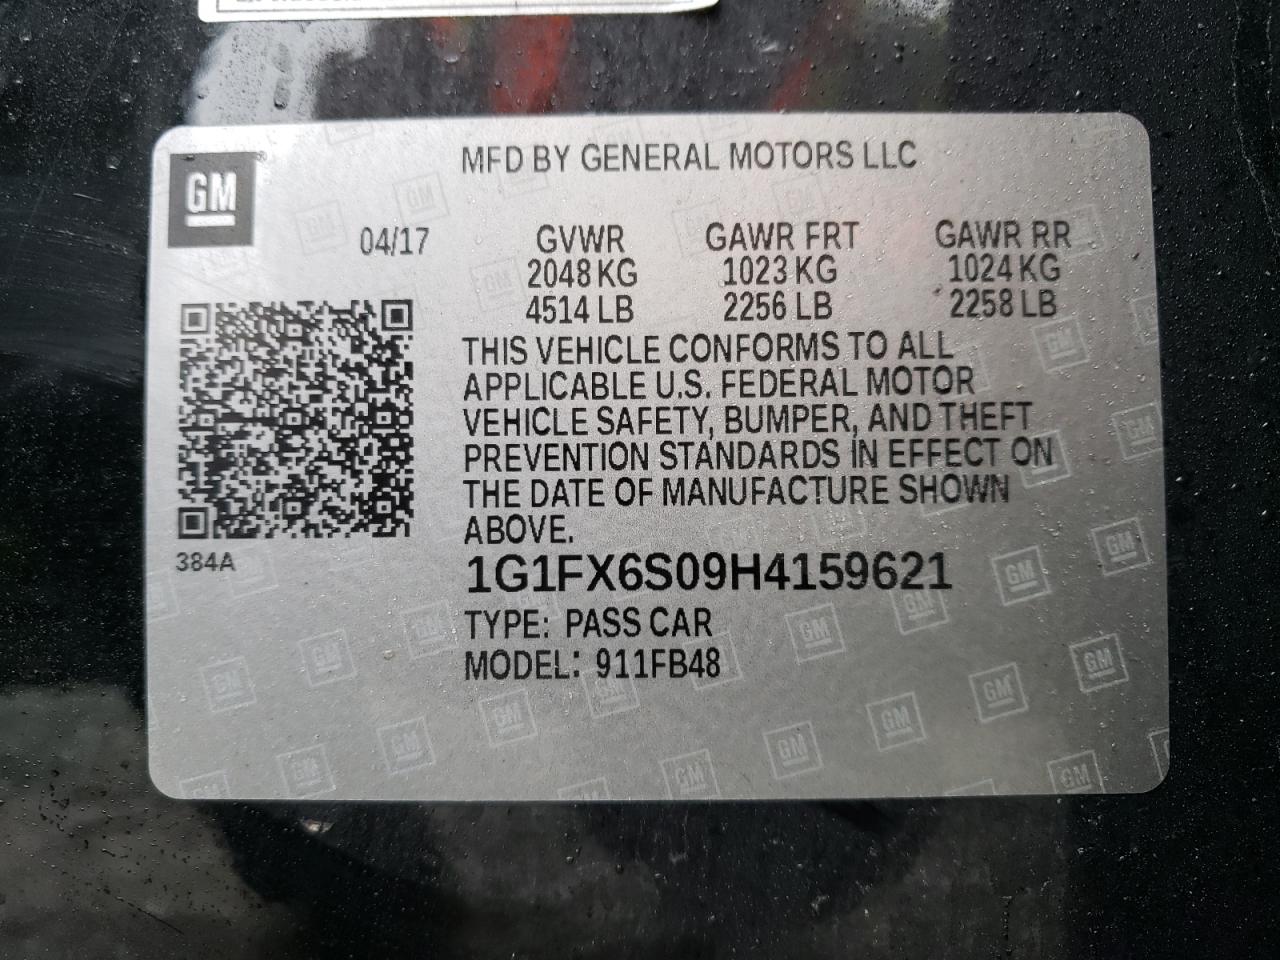 MFD BY GENERAL MOTORS LLC
GM
04/17
GVWR GAWR FRT GAWR RR
2048 KG 1023 KG 1024 KG
4514 LB 2256 LB 2258 LB
THIS VEHICLE CONFORMS TO ALL
APPLICABLE U.S. FEDERAL MOTOR
VEHICLE SAFETY, BUMPER, AND THEFT
PREVENTION STANDARDS IN EFFECT ON
THE DATE OF MANUFACTURE SHOWN
ABOVE.
384A
1G1FX6S09H4159621
TYPE: PASS CAR
MODEL: 911FB48